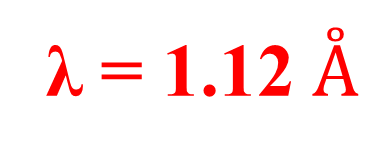 λ = 1.12 Å